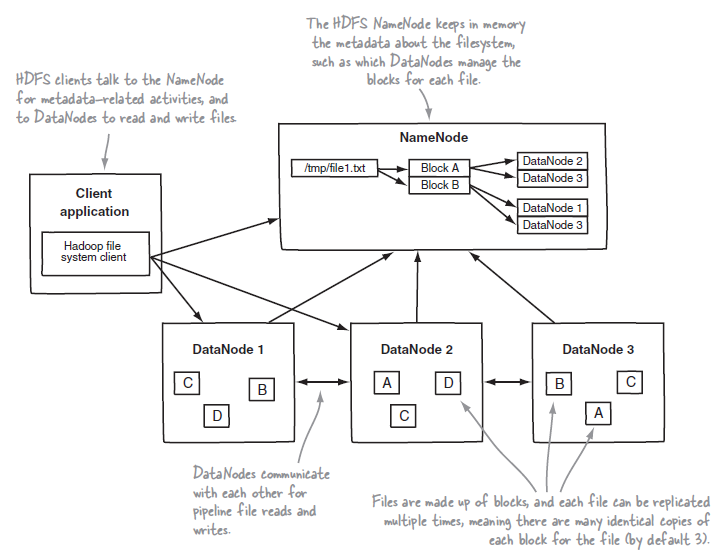 The HDFS NameNode keeps in memory
the metadata about the filesystem,
such as which DataNodes manage the
blocks for each file.
HDFS clients talk to the NameNode
for metadata-related activities, and
to DataNodes to read and write files.
NameNode
/tmp/file1.txt
Block A
Block B
DataNode 2
DataNode 3
DataNode 1
DataNode 3
Client
application
Hadoop file
system client
DataNode 1
C
B
D
DataNode 2
A
D
C
DataNode 3
B
C
A
DataNodes communicate
with each other for
pipeline file reads and
writes.
Files are made up of blocks, and each file can be replicated
multiple times, meaning there are many identical copies of
each block for the file (by default 3).